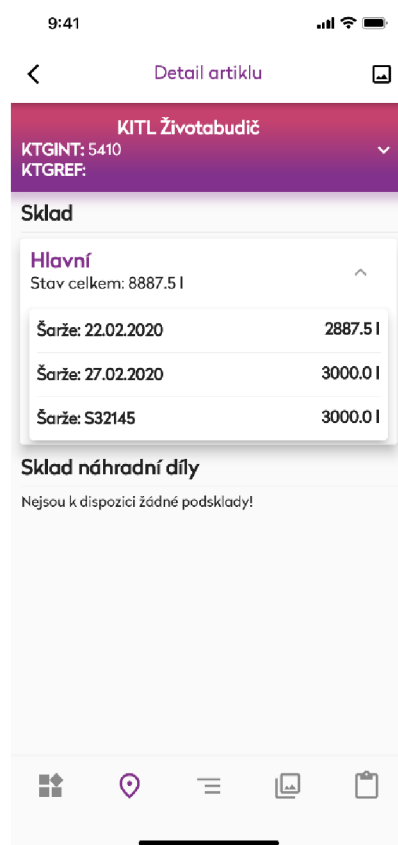 9:41
Detail artiklu
KITL Životabudič
KTGINT: 5410
KTGREF:
Sklad
Hlavní
Stav celkem: 8887.5 l
Šarže: 22.02.2020 2887.5 l
Šarže: 27.02.2020 3000.0 l
Šarže: S32145 3000.0 l
Sklad náhradní díly
Nejsou k dispozici žádné podsklady!